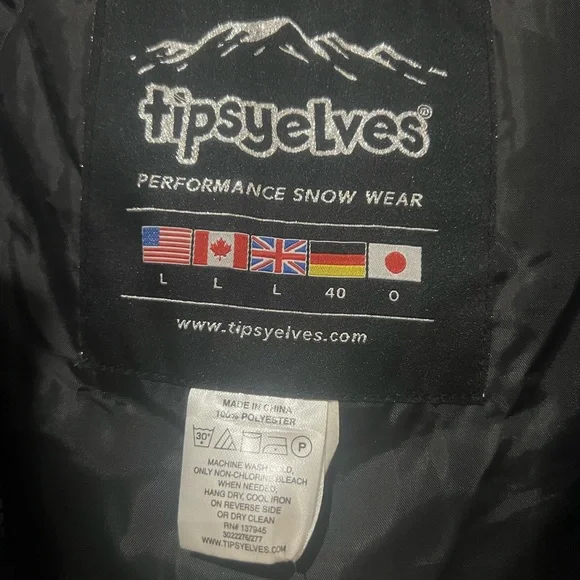 tipsyelves®
PERFORMANCE SNOW WEAR
L L L 40 O
www.tipsyelves.com
MADE IN CHINA
100% POLYESTER
30° P
MACHINE WASH COLD,
ONLY NON-CHLORINE BLEACH
WHEN NEEDED,
HANG DRY, COOL IRON
ON REVERSE SIDE
OR DRY CLEAN
RN# 137945
3022276/277
WWW.TIPSYELVES.COM